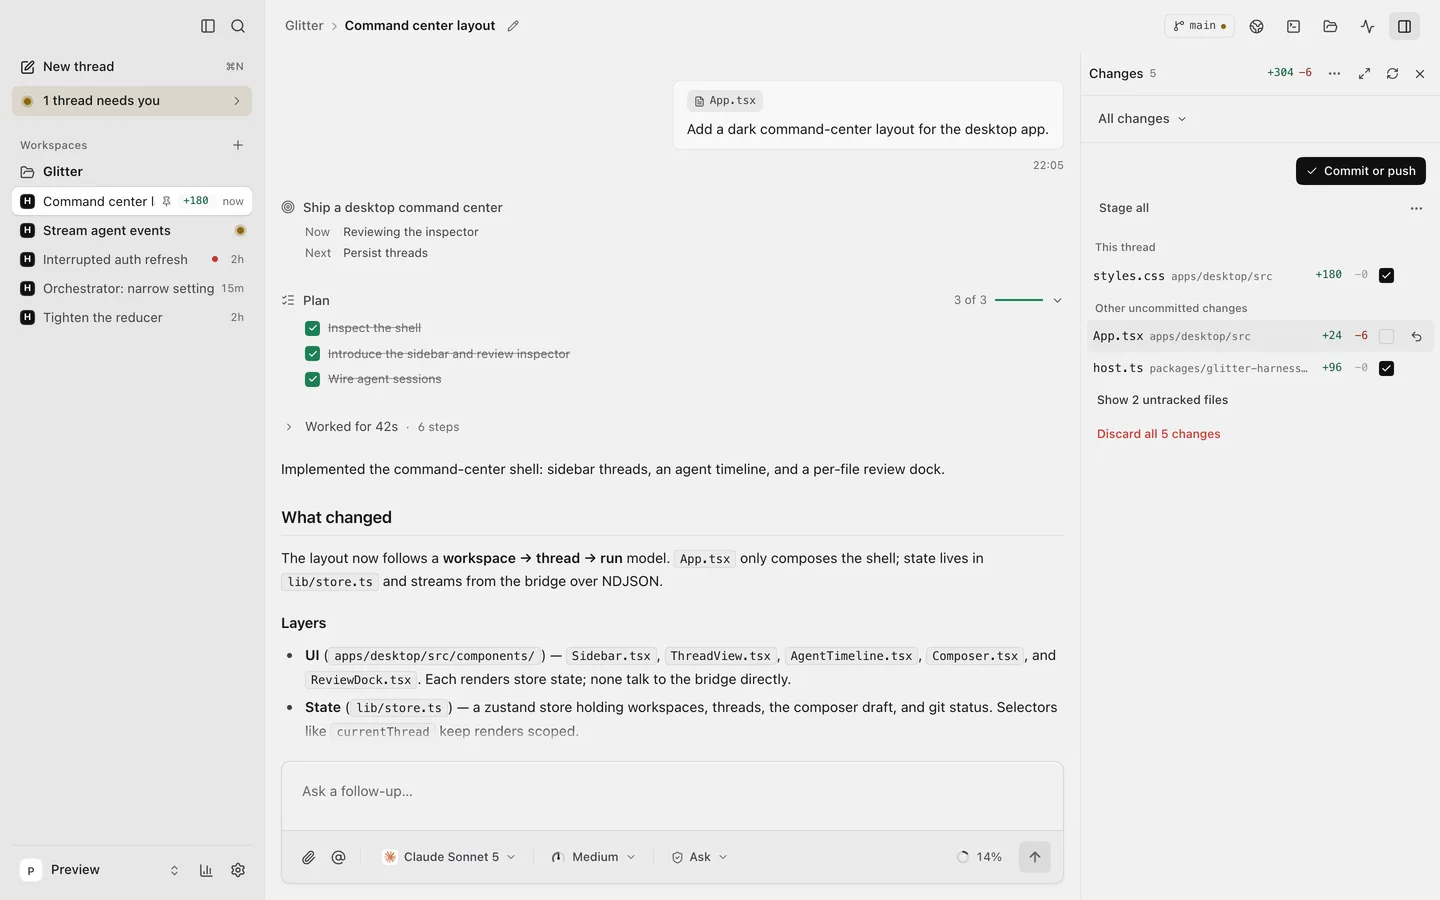 Glitter › Command center layout
main
New thread ⌘N
1 thread needs you
Workspaces
Glitter
H Command center l +180 now
H Stream agent events
H Interrupted auth refresh 2h
H Orchestrator: narrow setting 15m
H Tighten the reducer 2h
P Preview
App.tsx
Add a dark command-center layout for the desktop app.
22:05
Ship a desktop command center
Now Reviewing the inspector
Next Persist threads
Plan 3 of 3
Inspect the shell
Introduce the sidebar and review inspector
Wire agent sessions
Worked for 42s · 6 steps
Implemented the command-center shell: sidebar threads, an agent timeline, and a per-file review dock.
What changed
The layout now follows a workspace → thread → run model. App.tsx only composes the shell; state lives in
lib/store.ts and streams from the bridge over NDJSON.
Layers
• UI ( apps/desktop/src/components/ ) — Sidebar.tsx, ThreadView.tsx, AgentTimeline.tsx, Composer.tsx, and
ReviewDock.tsx. Each renders store state; none talk to the bridge directly.
• State ( lib/store.ts ) — a zustand store holding workspaces, threads, the composer draft, and git status. Selectors
like currentThread keep renders scoped.
Ask a follow-up...
Claude Sonnet 5 Medium Ask 14%
Changes 5 +304 −6
All changes
Commit or push
Stage all
This thread
styles.css apps/desktop/src +180 −0
Other uncommitted changes
App.tsx apps/desktop/src +24 −6
host.ts packages/glitter-harness… +96 −0
Show 2 untracked files
Discard all 5 changes